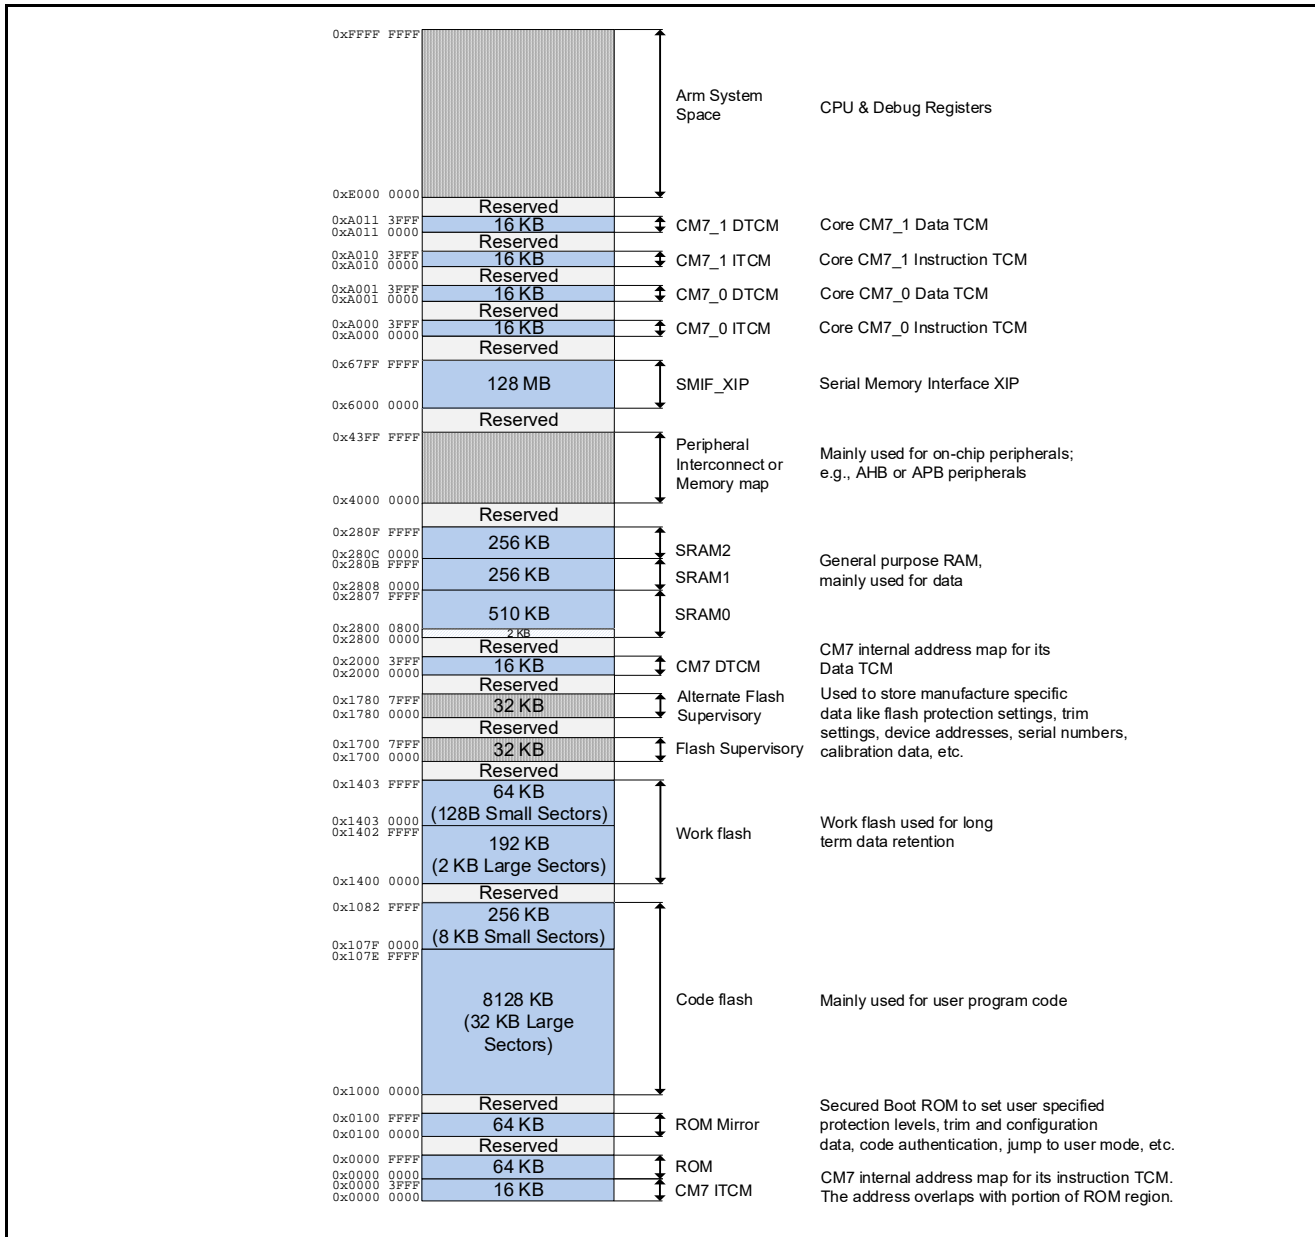 0xFFFF FFFF
Arm System
Space
CPU & Debug Registers
0xE000 0000
Reserved
0xA011 3FFF
16 KB
CM7_1 DTCM
Core CM7_1 Data TCM
0xA011 0000
Reserved
0xA010 3FFF
16 KB
CM7_1 ITCM
Core CM7_1 Instruction TCM
0xA010 0000
Reserved
0xA001 3FFF
16 KB
CM7_0 DTCM
Core CM7_0 Data TCM
0xA001 0000
Reserved
0xA000 3FFF
16 KB
CM7_0 ITCM
Core CM7_0 Instruction TCM
0xA000 0000
Reserved
0x67FF FFFF
128 MB
SMIF_XIP
Serial Memory Interface XIP
0x6000 0000
Reserved
0x43FF FFFF
Peripheral
Interconnect or
Memory map
Mainly used for on-chip peripherals;
e.g., AHB or APB peripherals
0x4000 0000
Reserved
0x280F FFFF
256 KB
SRAM2
0x280C 0000
0x280B FFFF
256 KB
SRAM1
General purpose RAM,
mainly used for data
0x2808 0000
0x2807 FFFF
510 KB
SRAM0
0x2800 0800
2 KB
0x2800 0000
Reserved
0x2000 3FFF
16 KB
CM7 DTCM
CM7 internal address map for its
Data TCM
0x2000 0000
Reserved
0x1780 7FFF
32 KB
Alternate Flash
Supervisory
0x1780 0000
Used to store manufacture specific
data like flash protection settings, trim
settings, device addresses, serial numbers,
calibration data, etc.
Reserved
0x1700 7FFF
32 KB
Flash Supervisory
0x1700 0000
Reserved
0x1403 FFFF
64 KB
(128B Small Sectors)
0x1403 0000
0x1402 FFFF
192 KB
(2 KB Large Sectors)
Work flash
Work flash used for long
term data retention
0x1400 0000
Reserved
0x1082 FFFF
256 KB
(8 KB Small Sectors)
0x107F 0000
0x107E FFFF
8128 KB
(32 KB Large
Sectors)
Code flash
Mainly used for user program code
0x1000 0000
Reserved
0x0100 FFFF
64 KB
ROM Mirror
0x0100 0000
Secured Boot ROM to set user specified
protection levels, trim and configuration
data, code authentication, jump to user mode, etc.
Reserved
0x0000 FFFF
64 KB
ROM
0x0000 0000
0x0000 3FFF
16 KB
CM7 ITCM
0x0000 0000
CM7 internal address map for its instruction TCM.
The address overlaps with portion of ROM region.